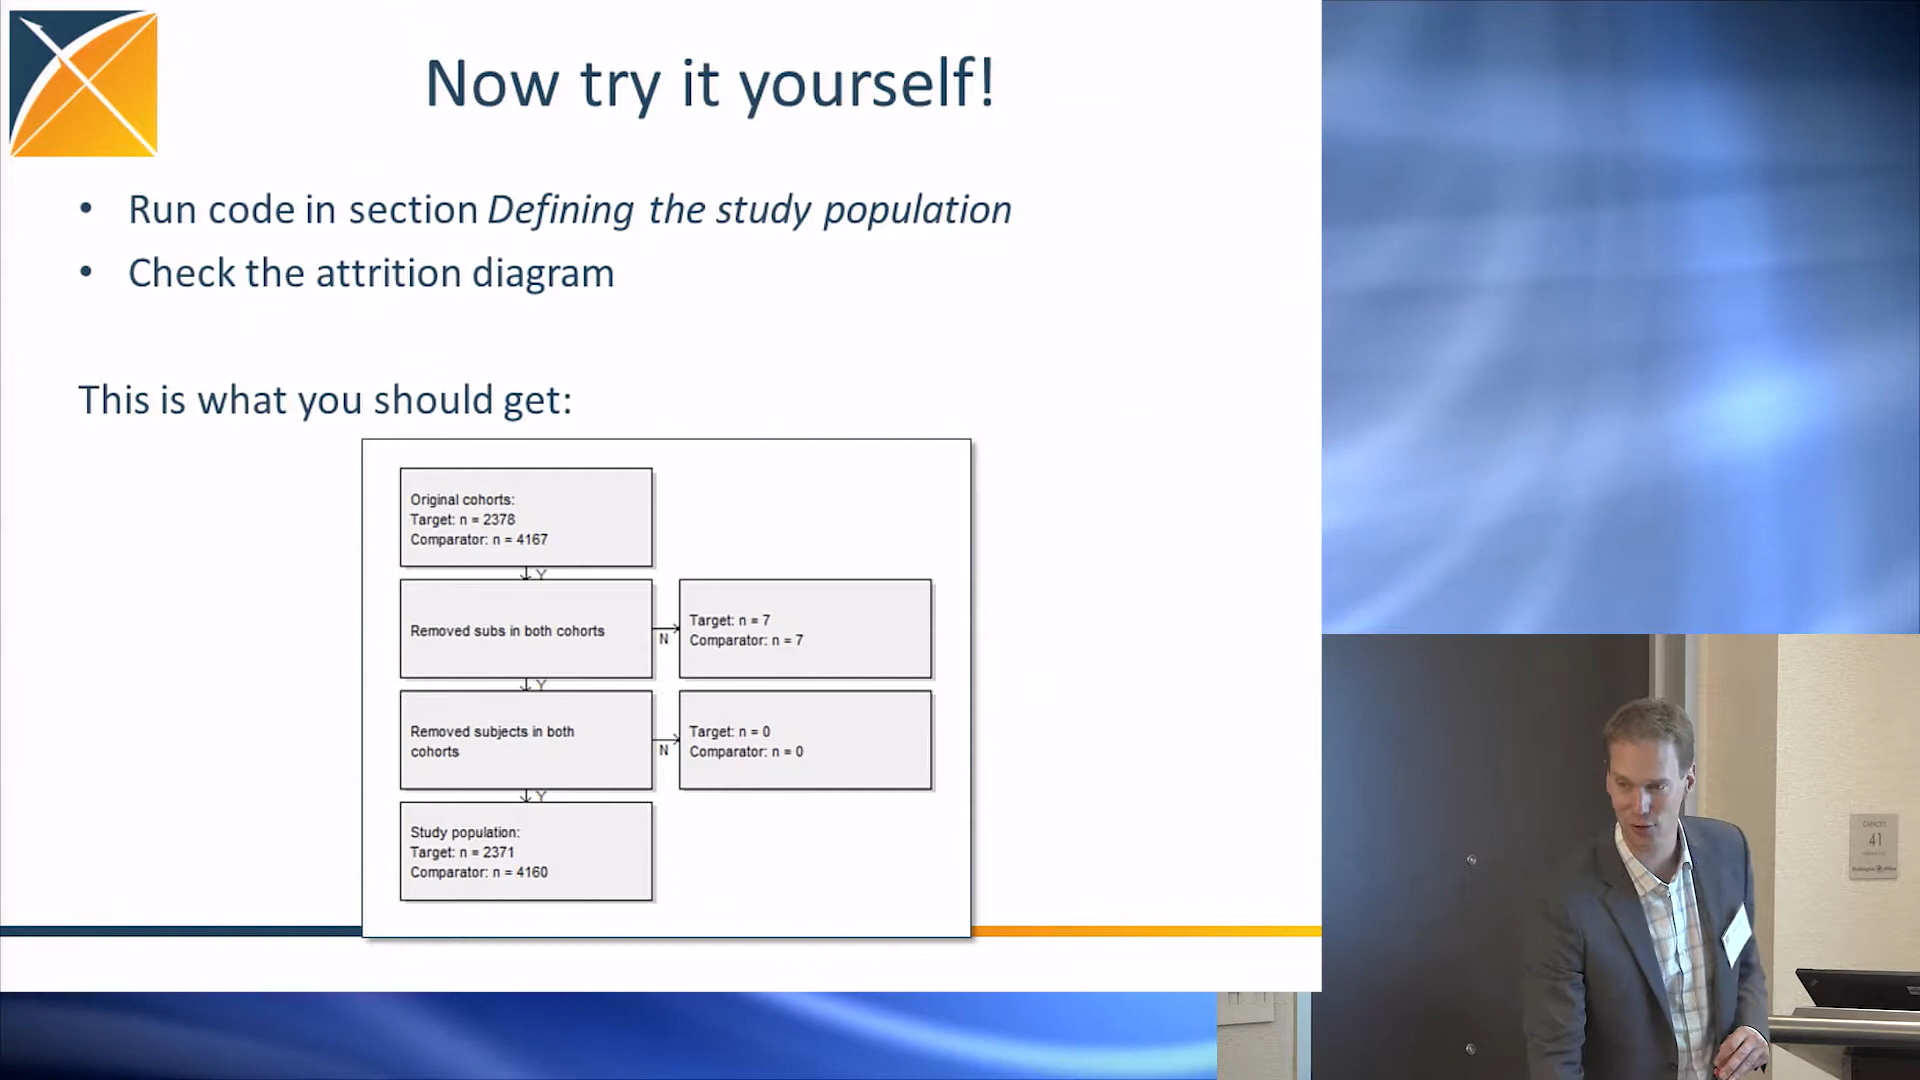 Now try it yourself!
• Run code in section Defining the study population
• Check the attrition diagram
This is what you should get:
Original cohorts:
Target: n = 2378
Comparator: n = 4167
Y
Removed subs in both cohorts
N
Target: n = 7
Comparator: n = 7
Y
Removed subjects in both
cohorts
N
Target: n = 0
Comparator: n = 0
Y
Study population:
Target: n = 2371
Comparator: n = 4160
CAPACITY
41